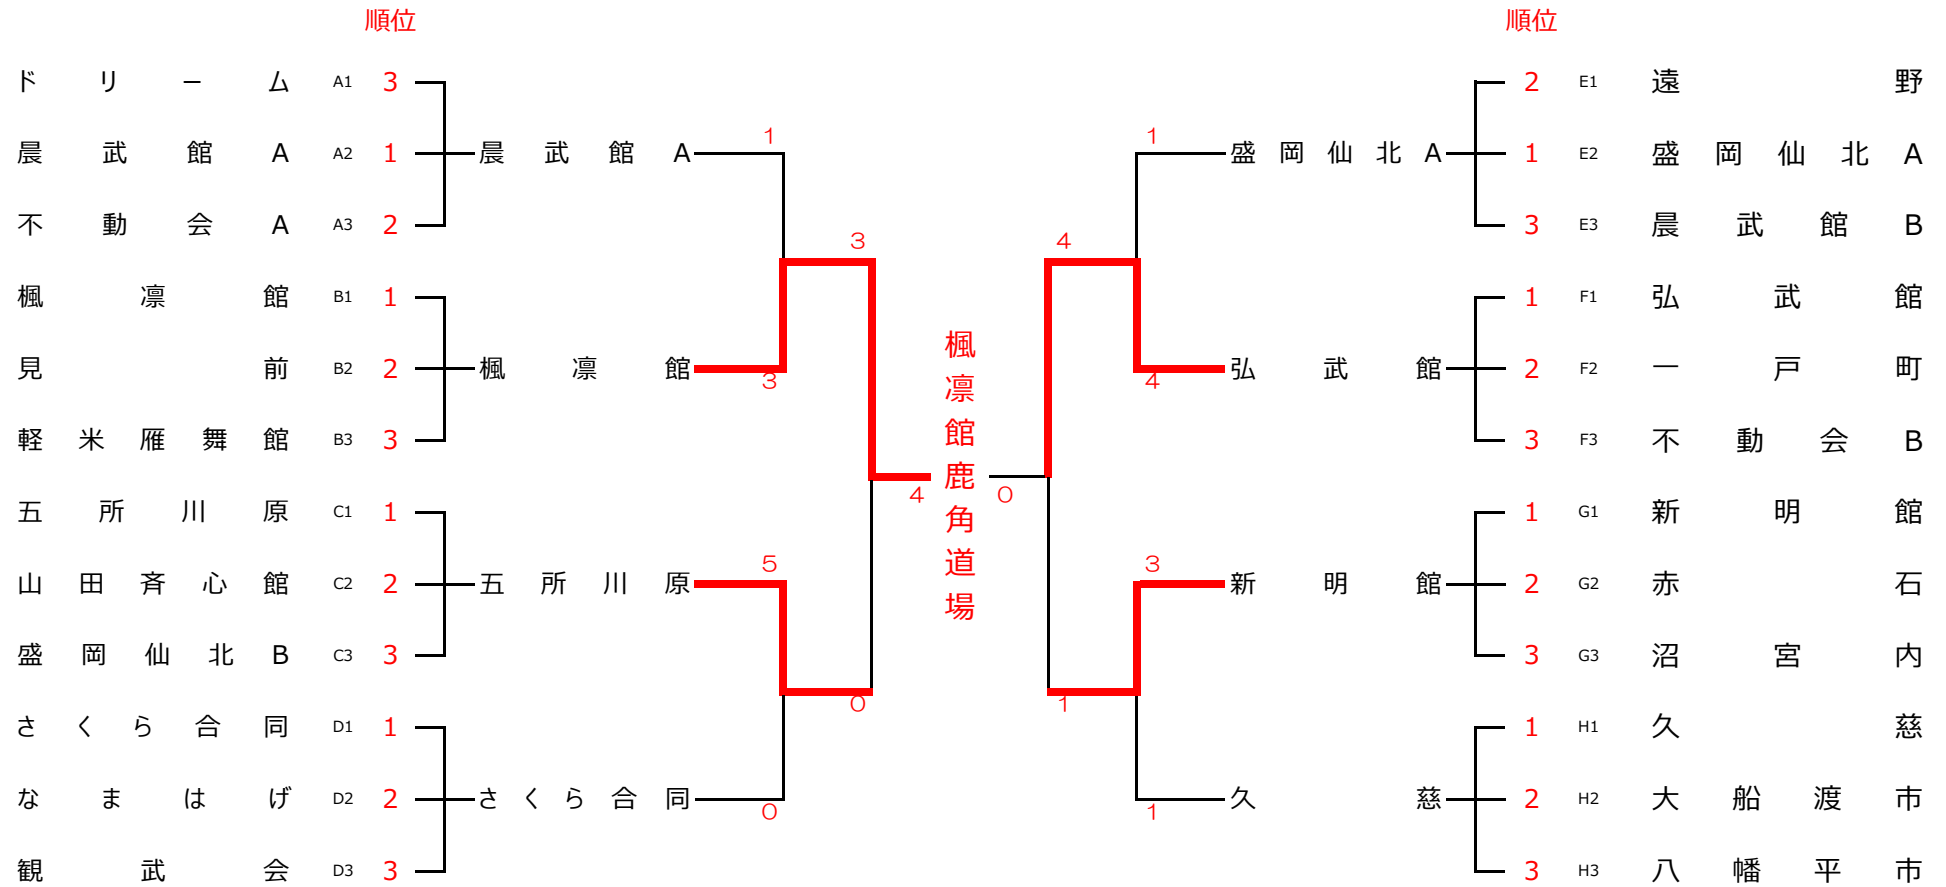 順位 順位
ドリーム A1 3 2 E1 遠野
1 1
晨武館A A2 1 晨武館A 盛岡仙北A 1 E2 盛岡仙北A
不動会A A3 2 3 E3 晨武館B
3 4
楓凛館 B1 1 1 F1 弘武館
見前 B2 2 楓凛館 弘武館 2 F2 一戸町
3 4
軽米雁舞館 B3 3 3 F3 不動会B
楓凛館鹿角道場
4 0
五所川原 C1 1 1 G1 新明館
5 3
山田斉心館 C2 2 五所川原 新明館 2 G2 赤石
盛岡仙北B C3 3 3 G3 沼宮内
0 1
さくら合同 D1 1 1 H1 久慈
なまはげ D2 2 さくら合同 久慈 2 H2 大船渡市
0 1
観武会 D3 3 3 H3 八幡平市